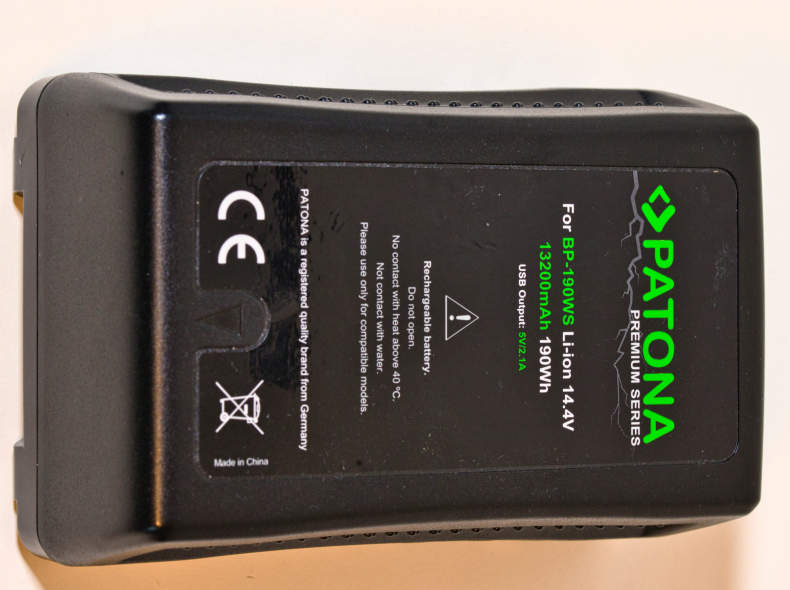 PATONA
PREMIUM SERIES
For BP-190WS Li-ion 14.4V
13200mAh 190Wh
USB Output: 5V/2.1A
Rechargeable battery.
Do not open.
No contact with heat above 40 ºC.
Not contact with water.
Please use only for compatible models.
PATONA is a registered quality brand from Germany
CE
Made in China